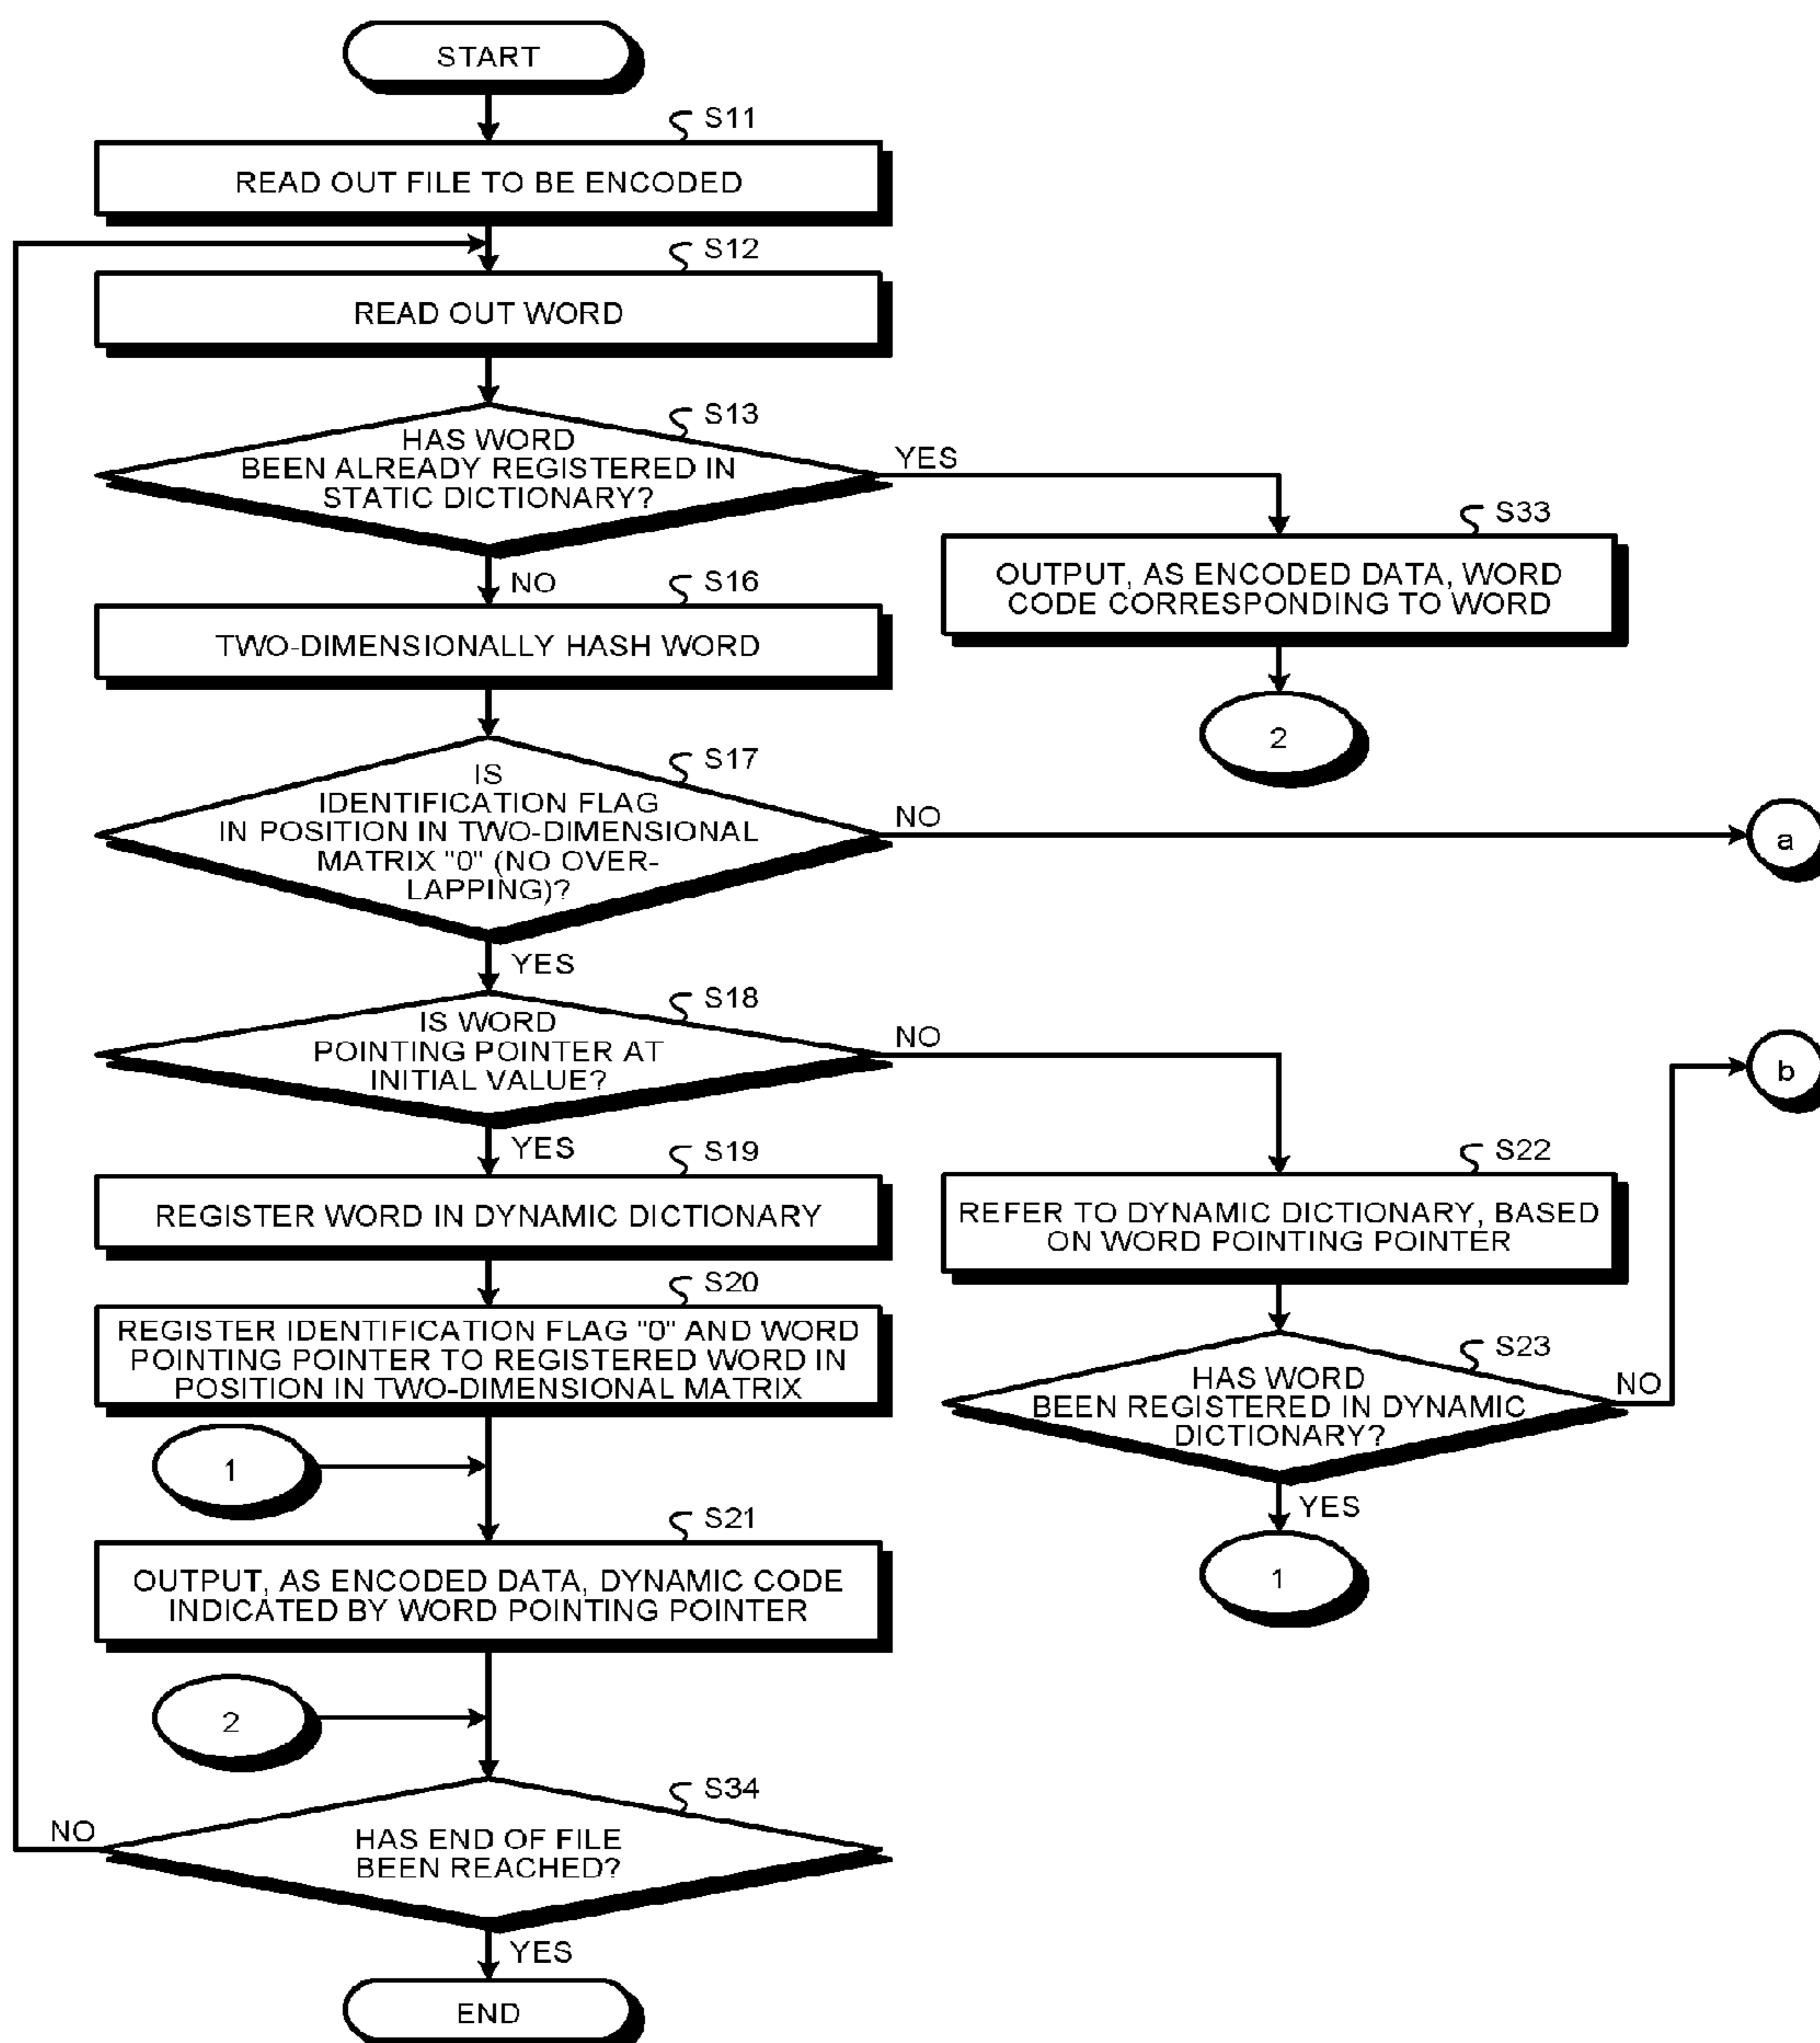 START
S11
READ OUT FILE TO BE ENCODED
S12
READ OUT WORD
S13
HAS WORD
BEEN ALREADY REGISTERED IN
STATIC DICTIONARY?
YES
NO
S33
OUTPUT, AS ENCODED DATA, WORD
CODE CORRESPONDING TO WORD
2
S16
TWO-DIMENSIONALLY HASH WORD
S17
IS
IDENTIFICATION FLAG
IN POSITION IN TWO-DIMENSIONAL
MATRIX "0" (NO OVER-
LAPPING)?
NO
a
YES
S18
IS WORD
POINTING POINTER AT
INITIAL VALUE?
NO
b
YES
S19
REGISTER WORD IN DYNAMIC DICTIONARY
S22
REFER TO DYNAMIC DICTIONARY, BASED
ON WORD POINTING POINTER
S20
REGISTER IDENTIFICATION FLAG "0" AND WORD
POINTING POINTER TO REGISTERED WORD IN
POSITION IN TWO-DIMENSIONAL MATRIX
S23
HAS WORD
BEEN REGISTERED IN DYNAMIC
DICTIONARY?
NO
YES
1
1
S21
OUTPUT, AS ENCODED DATA, DYNAMIC CODE
INDICATED BY WORD POINTING POINTER
2
S34
HAS END OF FILE
BEEN REACHED?
NO
YES
END